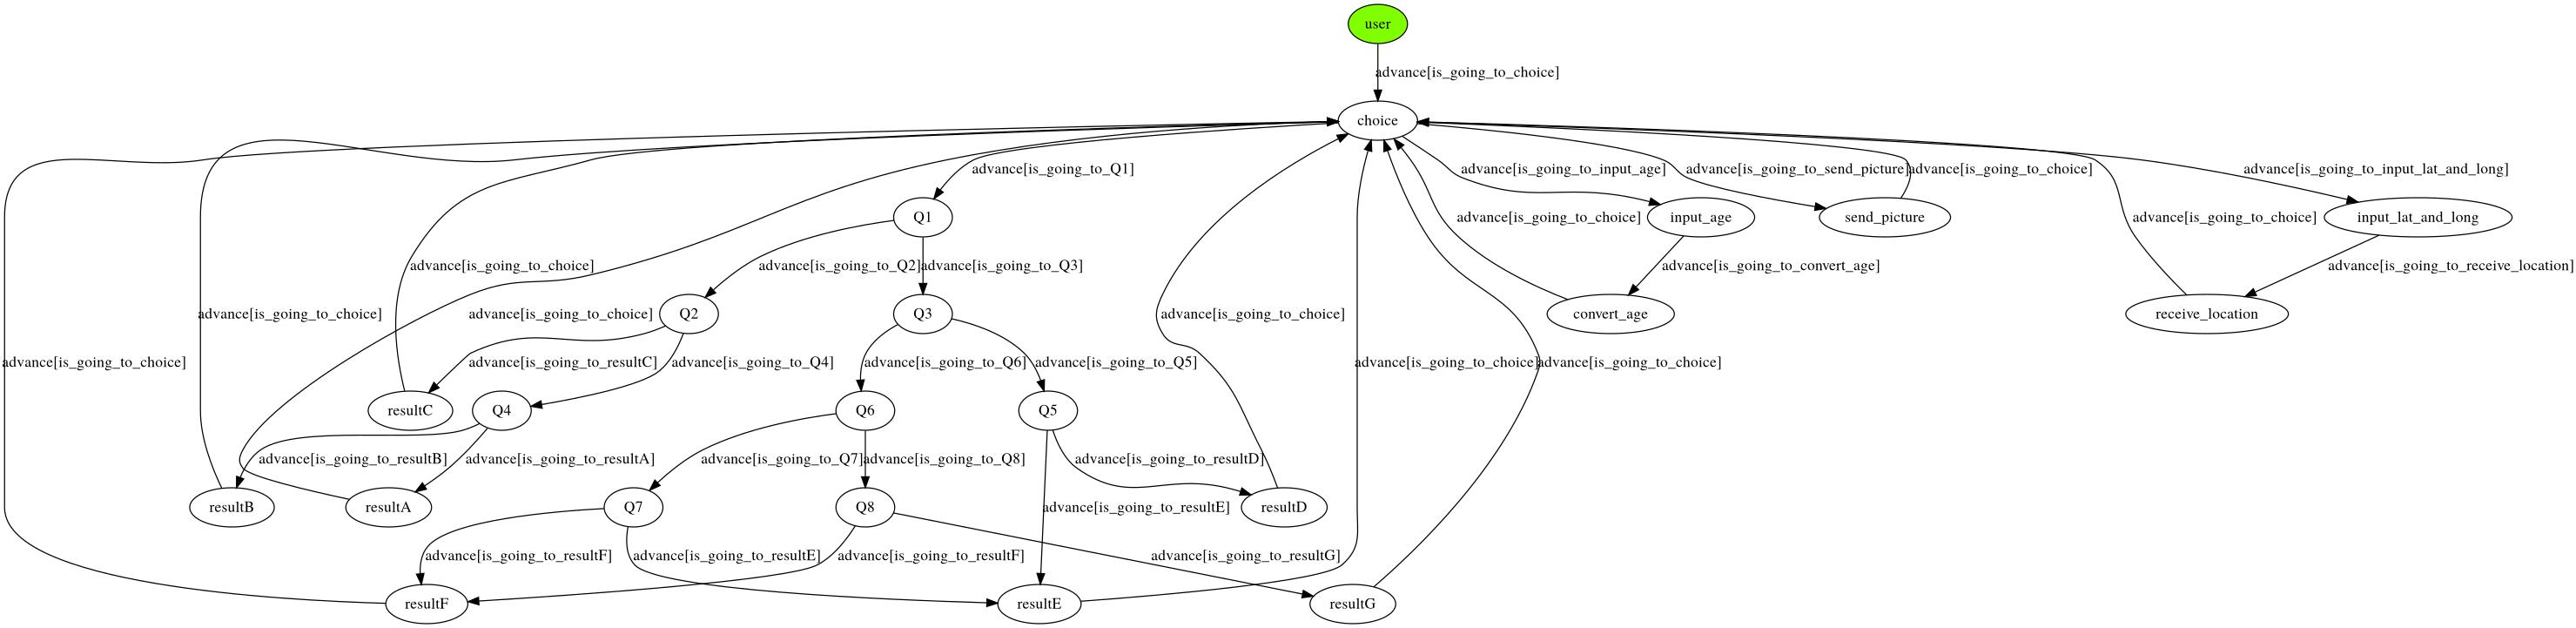 user
advance[is_going_to_choice]
choice
advance[is_going_to_Q1]
advance[is_going_to_input_age]
advance[is_going_to_send_picture]
advance[is_going_to_choice]
advance[is_going_to_input_lat_and_long]
Q1
advance[is_going_to_choice]
input_age
send_picture
advance[is_going_to_choice]
input_lat_and_long
advance[is_going_to_choice]
advance[is_going_to_Q2]
advance[is_going_to_Q3]
advance[is_going_to_convert_age]
advance[is_going_to_receive_location]
advance[is_going_to_choice]
advance[is_going_to_choice]
Q2
Q3
advance[is_going_to_choice]
convert_age
receive_location
advance[is_going_to_choice]
advance[is_going_to_resultC]
advance[is_going_to_Q4]
advance[is_going_to_Q6]
advance[is_going_to_Q5]
advance[is_going_to_choice]
advance[is_going_to_choice]
resultC
Q4
Q6
Q5
advance[is_going_to_resultB]
advance[is_going_to_resultA]
advance[is_going_to_Q7]
advance[is_going_to_Q8]
advance[is_going_to_resultD]
resultB
resultA
Q7
Q8
advance[is_going_to_resultE]
resultD
advance[is_going_to_resultF]
advance[is_going_to_resultE]
advance[is_going_to_resultF]
advance[is_going_to_resultG]
resultF
resultE
resultG